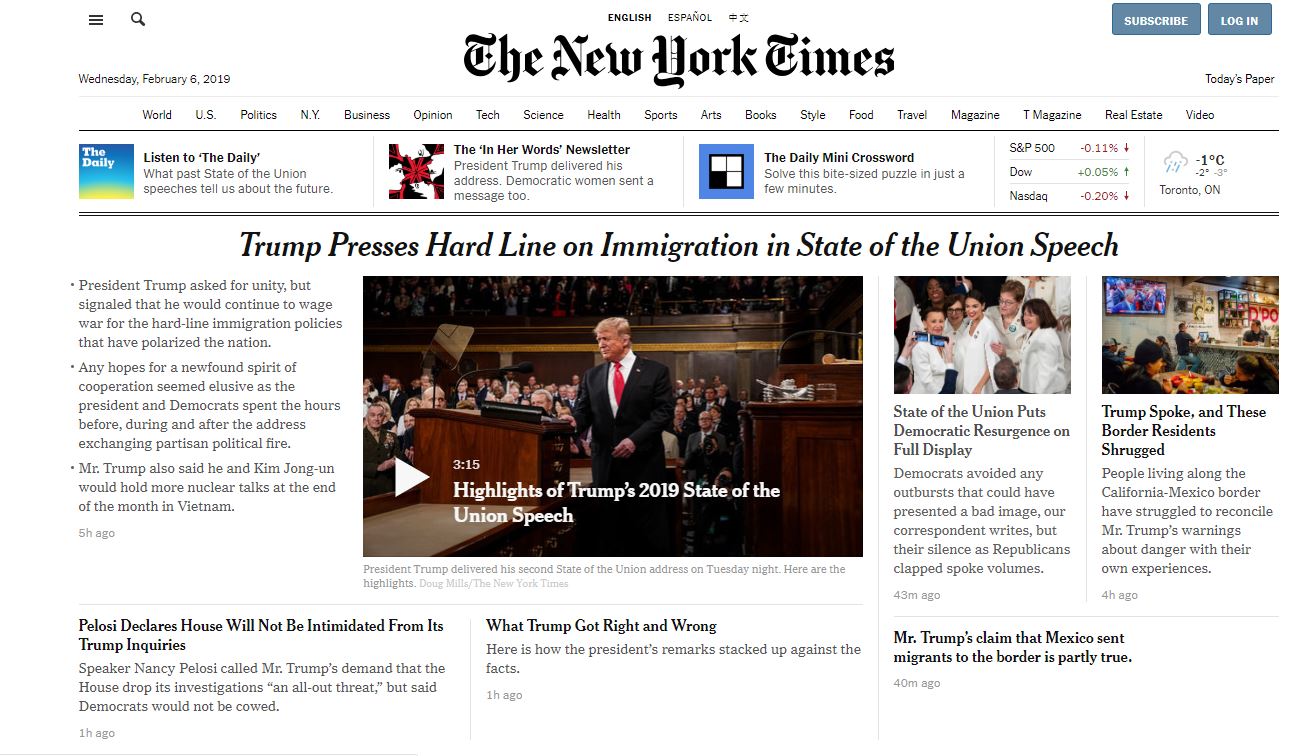 ENGLISH ESPAÑOL 中文
SUBSCRIBE LOG IN
The New York Times
Wednesday, February 6, 2019
Today's Paper
World U.S. Politics N.Y. Business Opinion Tech Science Health Sports Arts Books Style Food Travel Magazine T Magazine Real Estate Video
The
Daily
Listen to ‘The Daily’
What past State of the Union
speeches tell us about the future.
The ‘In Her Words’ Newsletter
President Trump delivered his
address. Democratic women sent a
message too.
The Daily Mini Crossword
Solve this bite-sized puzzle in just a
few minutes.
S&P 500 -0.11% ↓
Dow +0.05% ↑
Nasdaq -0.20% ↓
-1°C
-2° -3°
Toronto, ON
Trump Presses Hard Line on Immigration in State of the Union Speech
• President Trump asked for unity, but
signaled that he would continue to wage
war for the hard-line immigration policies
that have polarized the nation.
• Any hopes for a newfound spirit of
cooperation seemed elusive as the
president and Democrats spent the hours
before, during and after the address
exchanging partisan political fire.
• Mr. Trump also said he and Kim Jong-un
would hold more nuclear talks at the end
of the month in Vietnam.
5h ago
3:15
Highlights of Trump’s 2019 State of the
Union Speech
President Trump delivered his second State of the Union address on Tuesday night. Here are the
highlights. Doug Mills/The New York Times
State of the Union Puts
Democratic Resurgence on
Full Display
Democrats avoided any
outbursts that could have
presented a bad image, our
correspondent writes, but
their silence as Republicans
clapped spoke volumes.
43m ago
D'PO
Trump Spoke, and These
Border Residents
Shrugged
People living along the
California-Mexico border
have struggled to reconcile
Mr. Trump’s warnings
about danger with their
own experiences.
4h ago
Pelosi Declares House Will Not Be Intimidated From Its
Trump Inquiries
Speaker Nancy Pelosi called Mr. Trump’s demand that the
House drop its investigations “an all-out threat,” but said
Democrats would not be cowed.
1h ago
What Trump Got Right and Wrong
Here is how the president’s remarks stacked up against the
facts.
1h ago
Mr. Trump’s claim that Mexico sent
migrants to the border is partly true.
40m ago